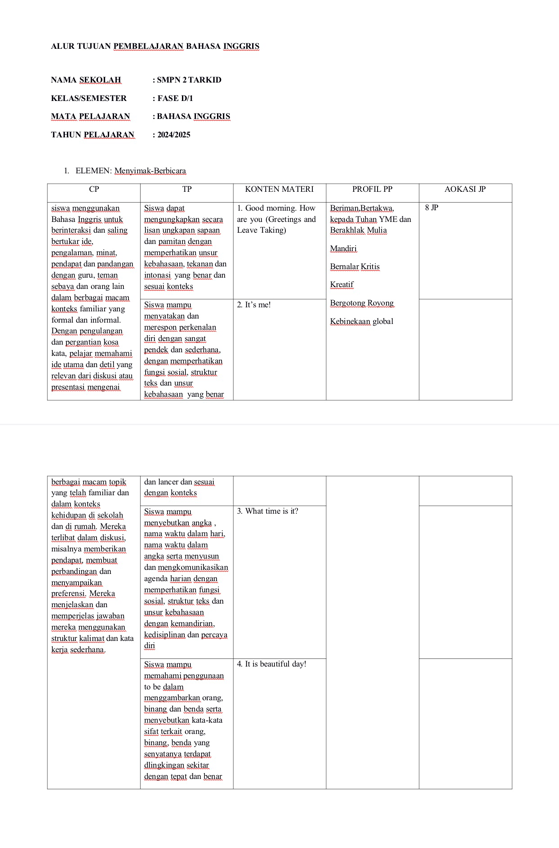 ALUR TUJUAN PEMBELAJARAN BAHASA INGGRIS
NAMA SEKOLAH : SMPN 2 TARKID
KELAS/SEMESTER : FASE D/1
MATA PELAJARAN : BAHASA INGGRIS
TAHUN PELAJARAN : 2024/2025
1. ELEMEN: Menyimak-Berbicara
CP TP KONTEN MATERI PROFIL PP AOKASI JP
siswa menggunakan
Bahasa Inggris untuk
berinteraksi dan saling
bertukar ide,
pengalaman, minat,
pendapat dan pandangan
dengan guru, teman
sebaya dan orang lain
dalam berbagai macam
konteks familiar yang
formal dan informal.
Dengan pengulangan
dan pergantian kosa
kata, pelajar memahami
ide utama dan detil yang
relevan dari diskusi atau
presentasi mengenai
Siswa dapat
mengungkapkan secara
lisan ungkapan sapaan
dan pamitan dengan
memperhatikan unsur
kebahasaan, tekanan dan
intonasi yang benar dan
sesuai konteks
1. Good morning. How
are you (Greetings and
Leave Taking)
Beriman,Bertakwa,
kepada Tuhan YME dan
Berakhlak Mulia
Mandiri
Bernalar Kritis
Kreatif
Bergotong Royong
Kebinekaan global
8 JP
Siswa mampu
menyatakan dan
merespon perkenalan
diri dengan sangat
pendek dan sederhana,
dengan memperhatikan
fungsi sosial, struktur
teks dan unsur
kebahasaan yang benar
2. It's me!
berbagai macam topik
yang telah familiar dan
dalam konteks
kehidupan di sekolah
dan di rumah. Mereka
terlibat dalam diskusi,
misalnya memberikan
pendapat, membuat
perbandingan dan
menyampaikan
preferensi. Mereka
menjelaskan dan
memperjelas jawaban
mereka menggunakan
struktur kalimat dan kata
kerja sederhana.
dan lancer dan sesuai
dengan konteks
Siswa mampu
menyebutkan angka ,
nama waktu dalam hari,
nama waktu dalam
angka serta menyusun
dan mengkomunikasikan
agenda harian dengan
memperhatikan fungsi
sosial, struktur teks dan
unsur kebahasaan
dengan kemandirian,
kedisiplinan dan percaya
diri
3. What time is it?
Siswa mampu
memahami penggunaan
to be dalam
menggambarkan orang,
binang dan benda serta
menyebutkan kata-kata
sifat terkait orang,
binang, benda yang
senyatanya terdapat
dlingkingan sekitar
dengan tepat dan benar
4. It is beautiful day!